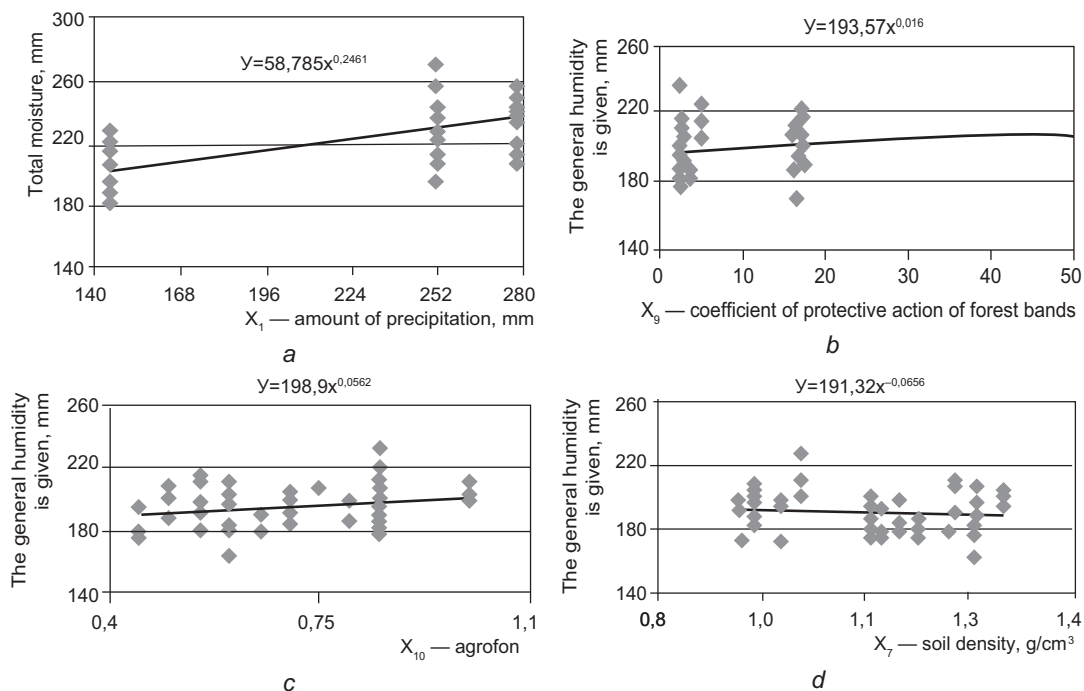 300
260
220
180
140
Total moisture, mm
У=58,785x^0,2461
140 168 196 224 252 280
X₁ — amount of precipitation, mm
a
У=193,57x^0,016
260
220
180
140
The general humidity
is given, mm
0 10 20 30 40 50
X₉ — coefficient of protective action of forest bands
b
У=198,9x^0,0562
260
220
180
140
The general humidity
is given, mm
0,4 0,75 1,1
X₁₀ — agrofon
c
У=191,32x^–0,0656
260
220
180
140
The general humidity
is given, mm
0,8 1,0 1,1 1,3 1,4
X₇ — soil density, g/cm³
d